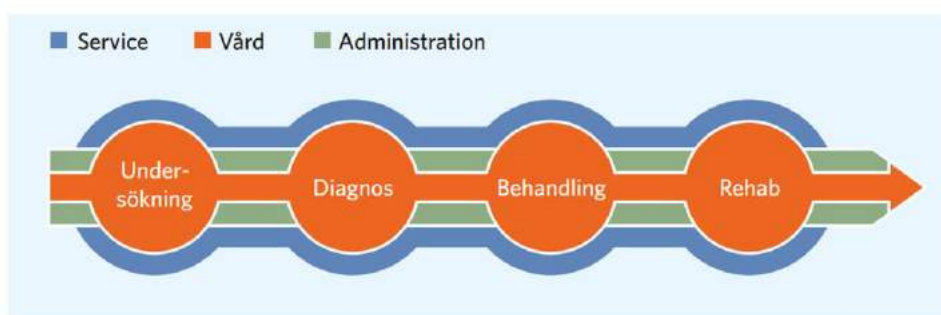 Service Vård Administration
Under-
sökning
Diagnos
Behandling
Rehab